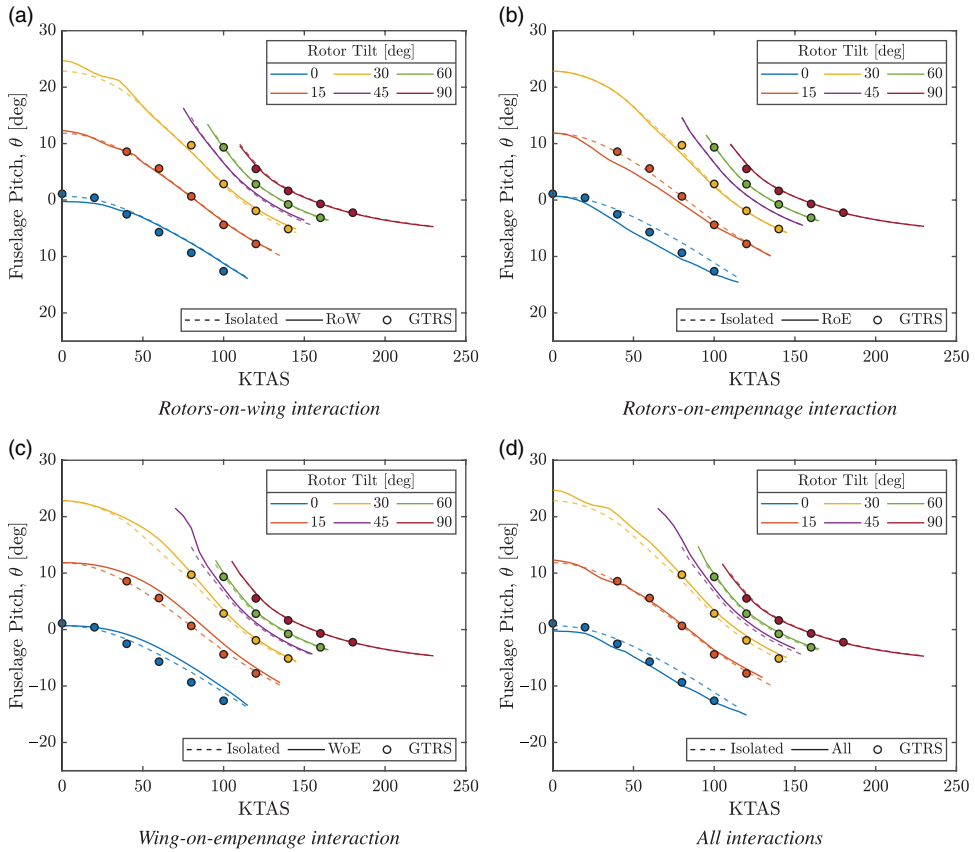 (a)
30
20
10
0
10
20
Fuselage Pitch, θ [deg]
Rotor Tilt [deg]
0 30 60
15 45 90
Isolated RoW GTRS
0 50 100 150 200 250
KTAS
Rotors-on-wing interaction
(b)
30
20
10
0
10
20
Fuselage Pitch, θ [deg]
Rotor Tilt [deg]
0 30 60
15 45 90
Isolated RoE GTRS
0 50 100 150 200 250
KTAS
Rotors-on-empennage interaction
(c)
30
20
10
0
−10
−20
Fuselage Pitch, θ [deg]
Rotor Tilt [deg]
0 30 60
15 45 90
Isolated WoE GTRS
0 50 100 150 200 250
KTAS
Wing-on-empennage interaction
(d)
30
20
10
0
−10
−20
Fuselage Pitch, θ [deg]
Rotor Tilt [deg]
0 30 60
15 45 90
Isolated All GTRS
0 50 100 150 200 250
KTAS
All interactions